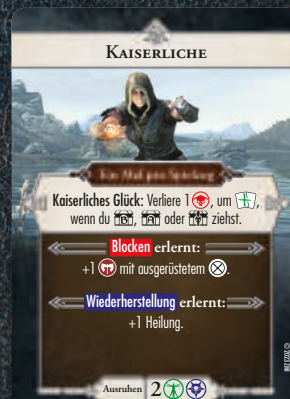 Kaiserliche
Ein Mal pro Spielzug
Kaiserliches Glück: Verliere 1 , um ,
wenn du , oder ziehst.
Blocken erlernt:
+1 mit ausgerüstetem .
Wiederherstellung erlernt:
+1 Heilung.
Ausruhen 2